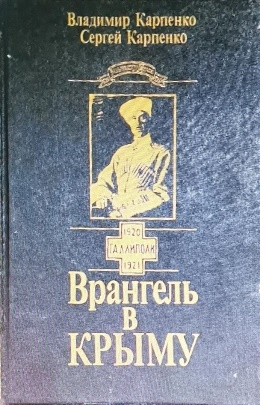 Владимир Карпенко
Сергей Карпенко
1920
ГАЛЛИПОЛИ
1921
Врангель
в
КРЫМУ